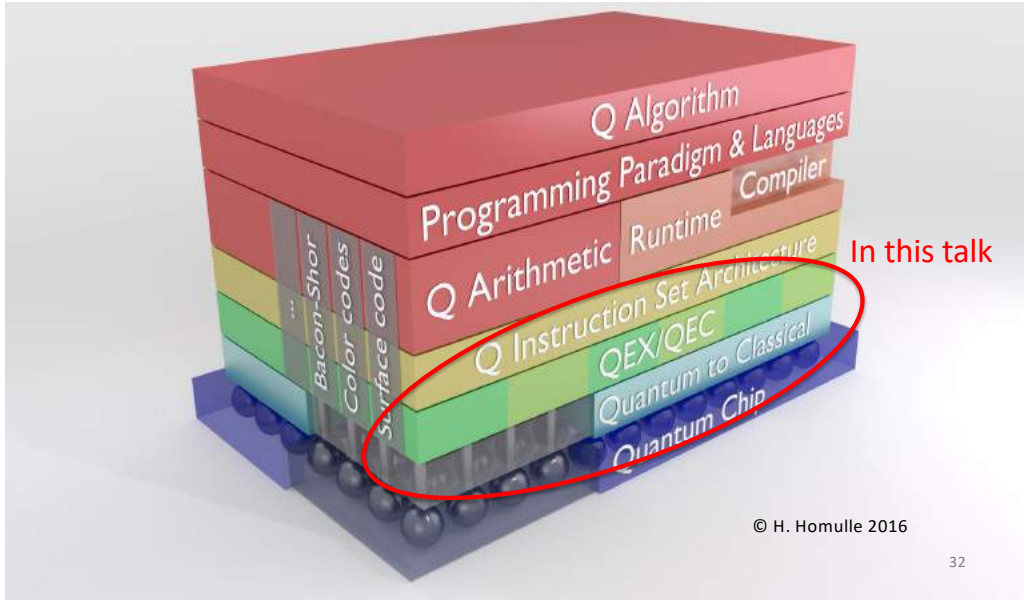 Q Algorithm
Programming Paradigm & Languages
Compiler
Runtime
Q Arithmetic
In this talk
Q Instruction Set Architecture
QEX/QEC
Quantum to Classical
Quantum Chip
...
Bacon-Shor
Color codes
Surface code
© H. Homulle 2016
32